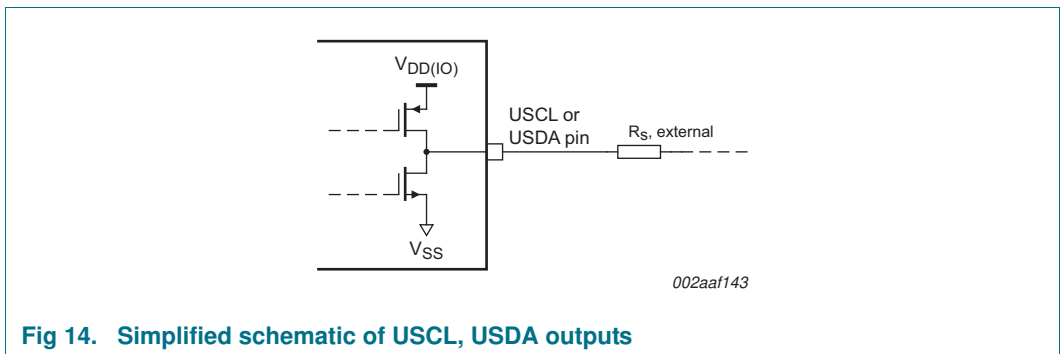 VDD(IO)
USCL or
USDA pin
RS, external
VSS
002aaf143
Fig 14. Simplified schematic of USCL, USDA outputs